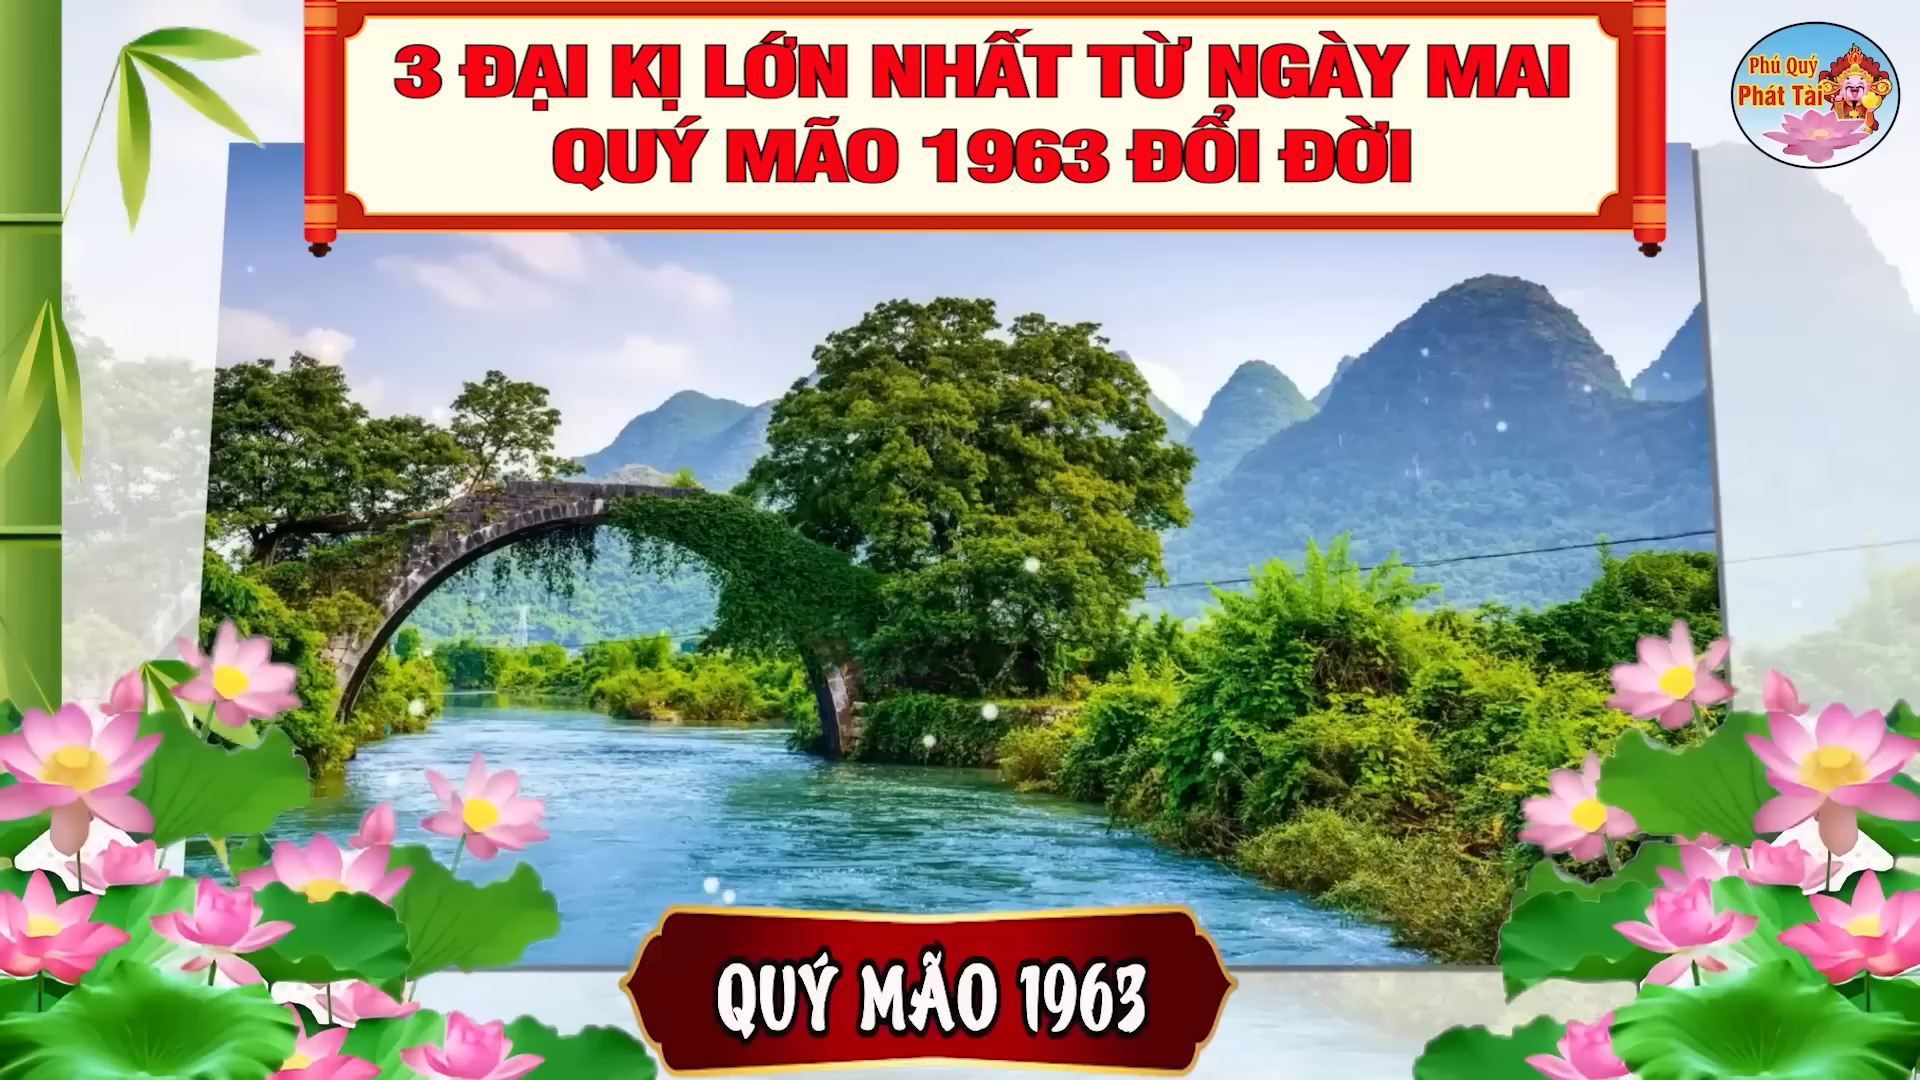 3 ĐẠI KỊ LỚN NHẤT TỪ NGÀY MAI
QUÝ MÃO 1963 ĐỔI ĐỜI
Phú Quý
Phát Tài
QUÝ MÃO 1963